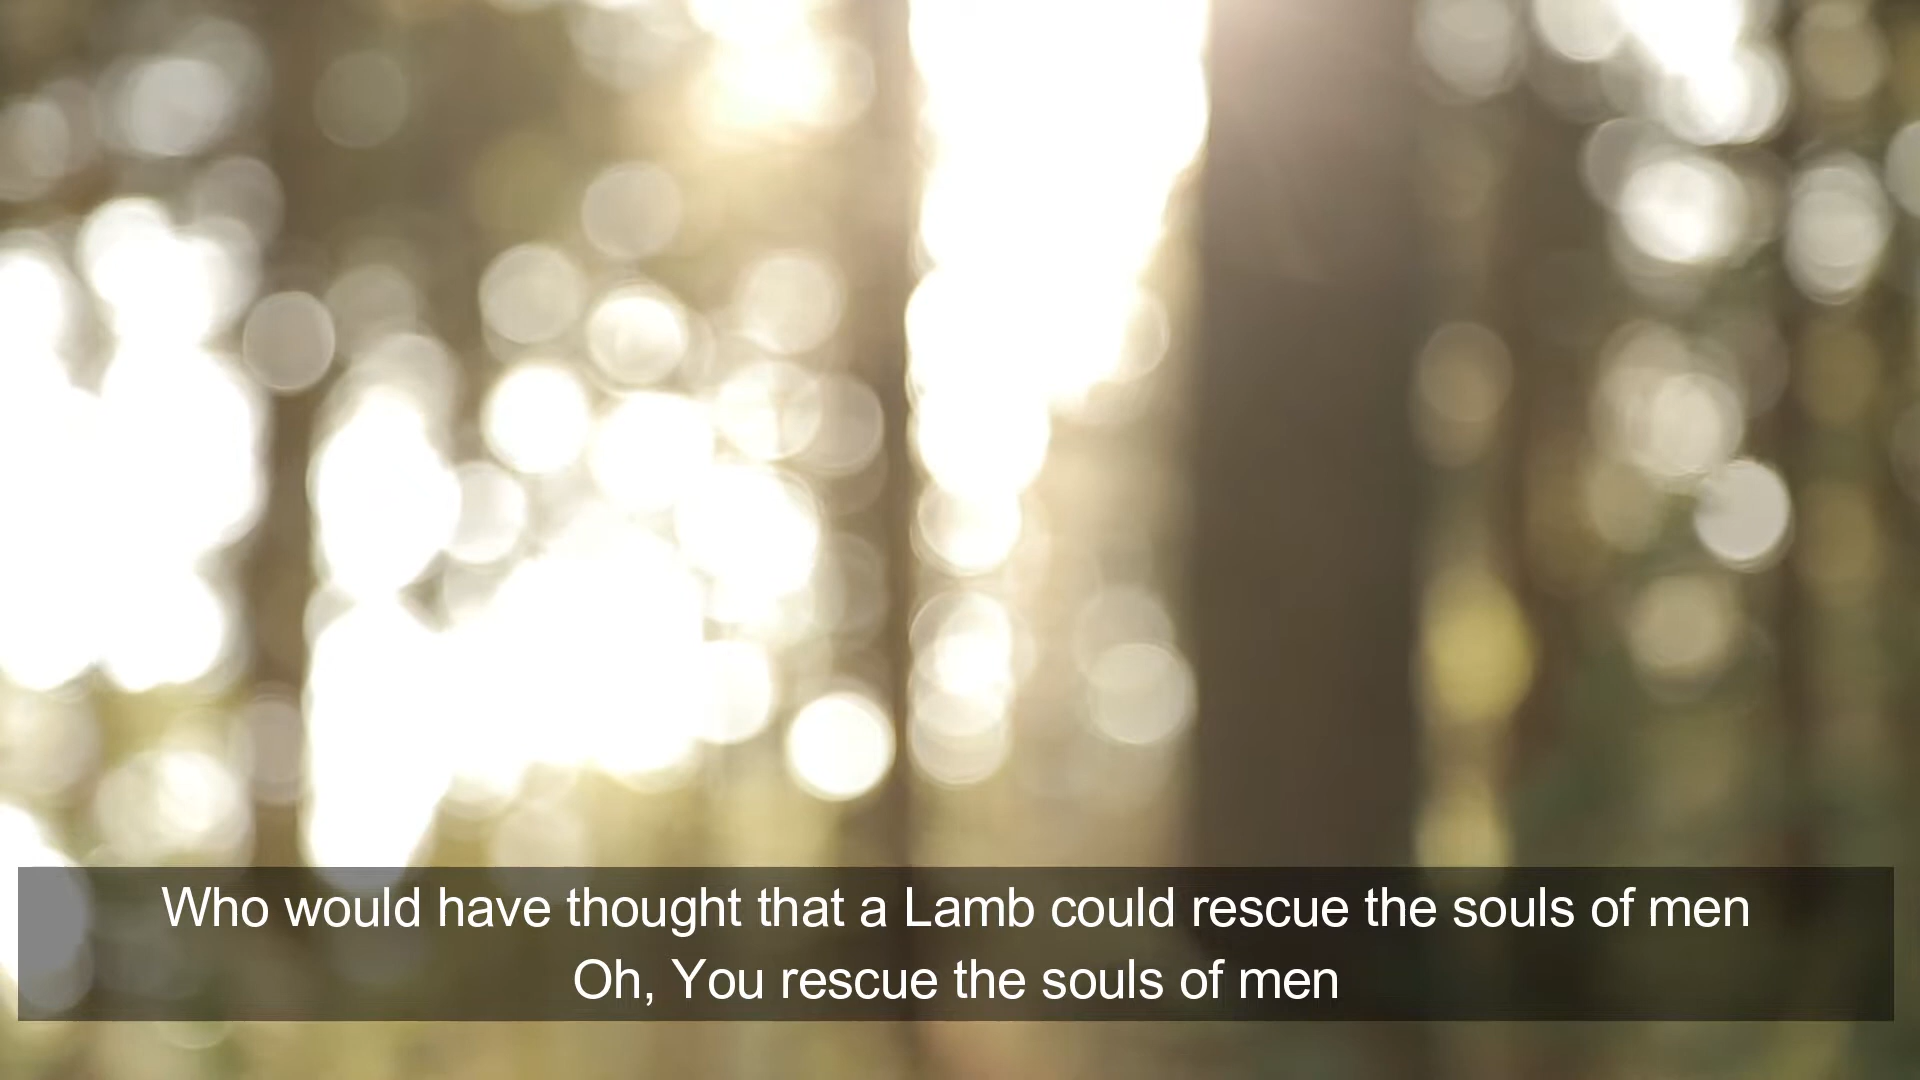 Who would have thought that a Lamb could rescue the souls of men
Oh, You rescue the souls of men